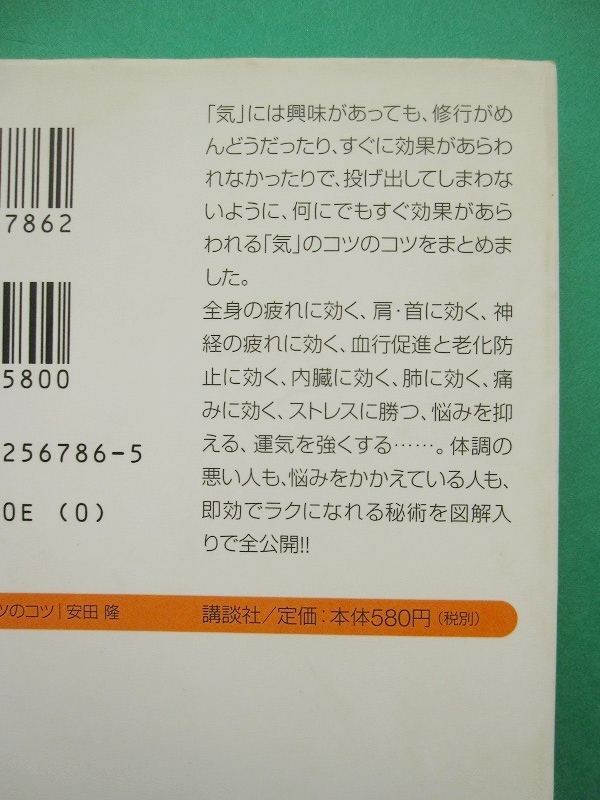 「気」には興味があっても、修行がめ
んどうだったり、すぐに効果があらわ
れなかったりで、投げ出してしまわな
いように、何にでもすぐ効果があら
われる「気」のコツのコツをまとめま
した。
全身の疲れに効く、肩・首に効く、神
経の疲れに効く、血行促進と老化防
止に効く、内臓に効く、肺に効く、痛
みに効く、ストレスに勝つ、悩みを抑
える、運気を強くする……。体調の
悪い人も、悩みをかかえている人も、
即効でラクになれる秘術を図解入
りで全公開!!
7862
5800
256786-5
0E (0)
ツのコツ|安田 隆
講談社/定価:本体580円(税別)